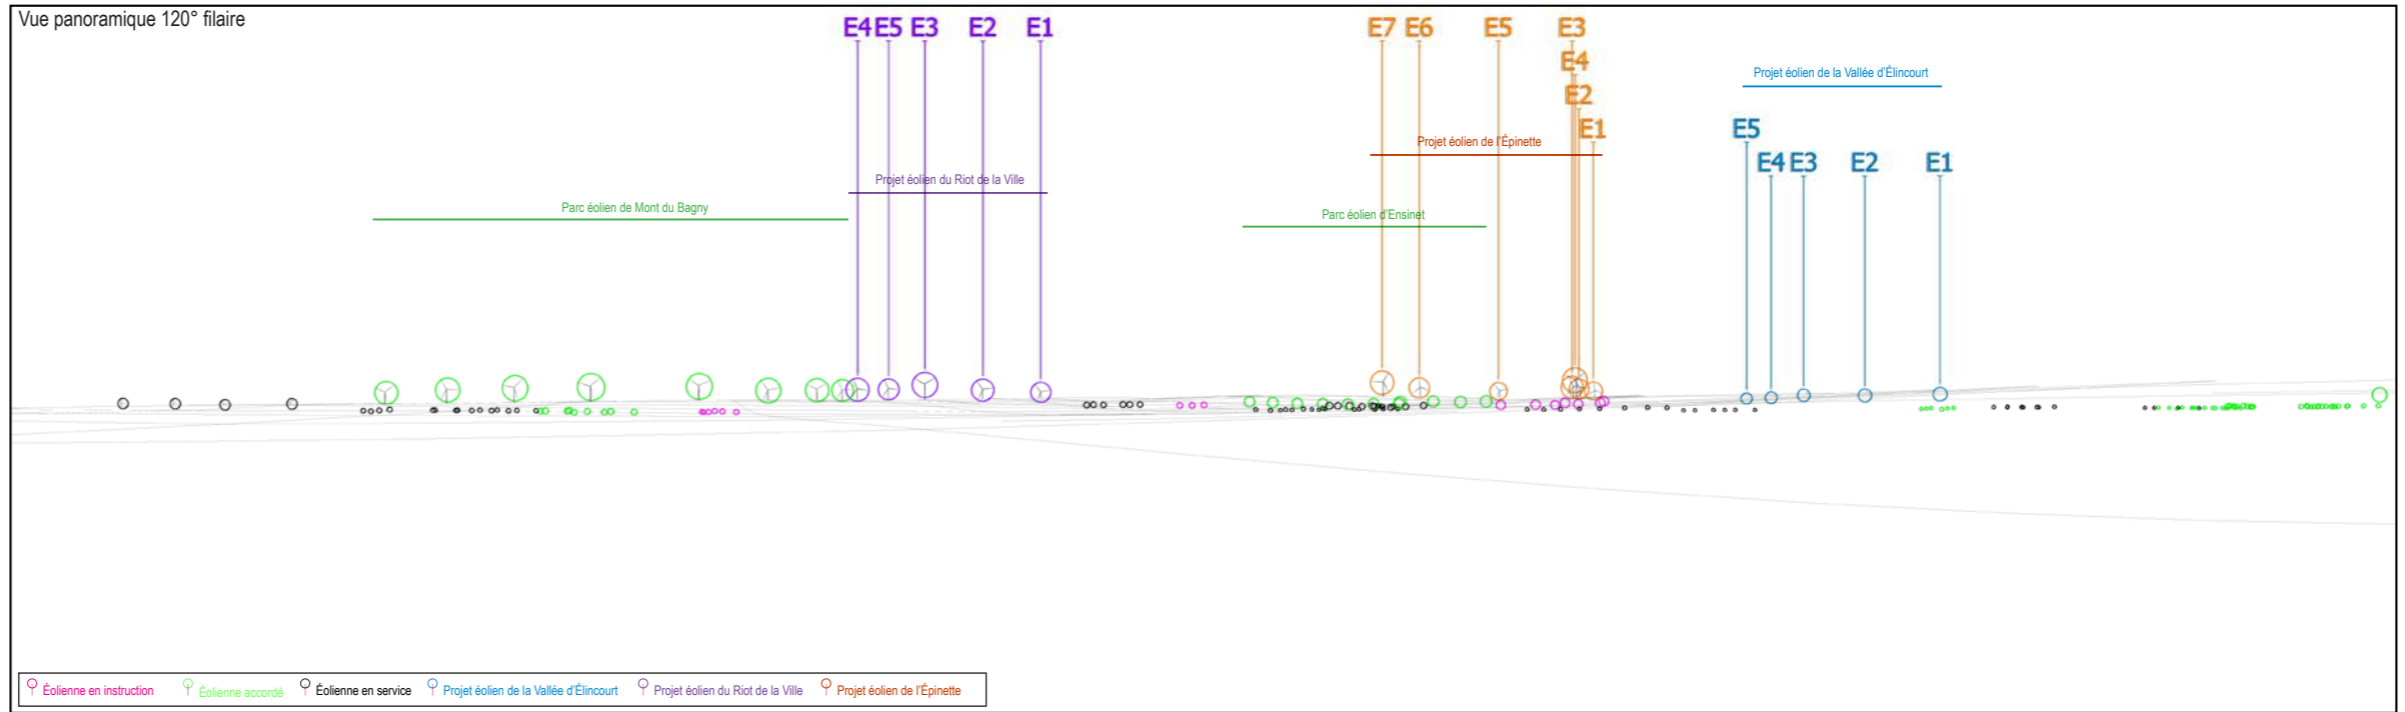 Vue panoramique 120° filaire
E4 E5 E3 E2 E1 E7 E6 E5 E3
E4
E2
E1
Projet éolien de la Vallée d'Élincourt
E5
E4 E3 E2 E1
Projet éolien de l'Épinette
Projet éolien du Riot de la Ville
Parc éolien de Mont du Bagny
Parc éolien d'Ensinet
Éolienne en instruction Éolienne accordé Éolienne en service Projet éolien de la Vallée d'Élincourt Projet éolien du Riot de la Ville Projet éolien de l'Épinette